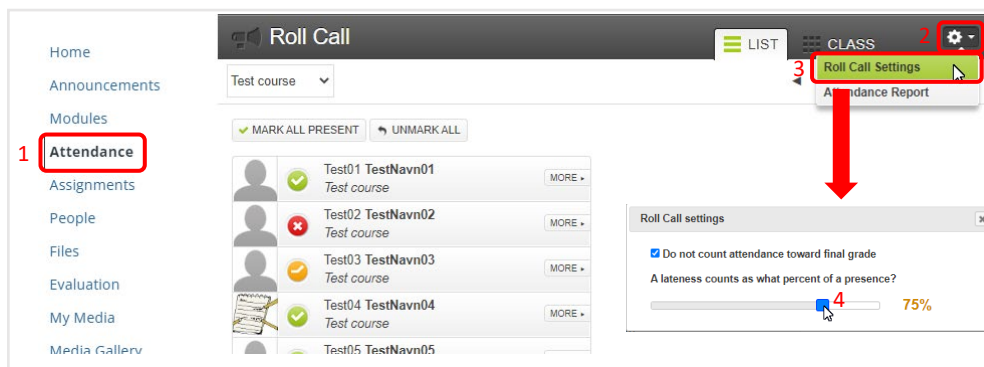 Home
Announcements
Modules
1
Attendance
Assignments
People
Files
Evaluation
My Media
Media Gallery
Roll Call
LIST
CLASS
2
3
Roll Call Settings
Attendance Report
Test course
MARK ALL PRESENT
UNMARK ALL
Test01 TestNavn01
Test course
MORE
Test02 TestNavn02
Test course
MORE
Test03 TestNavn03
Test course
MORE
Test04 TestNavn04
Test course
MORE
Test05 TestNavn05
Roll Call settings
Do not count attendance toward final grade
A lateness counts as what percent of a presence?
4
75%